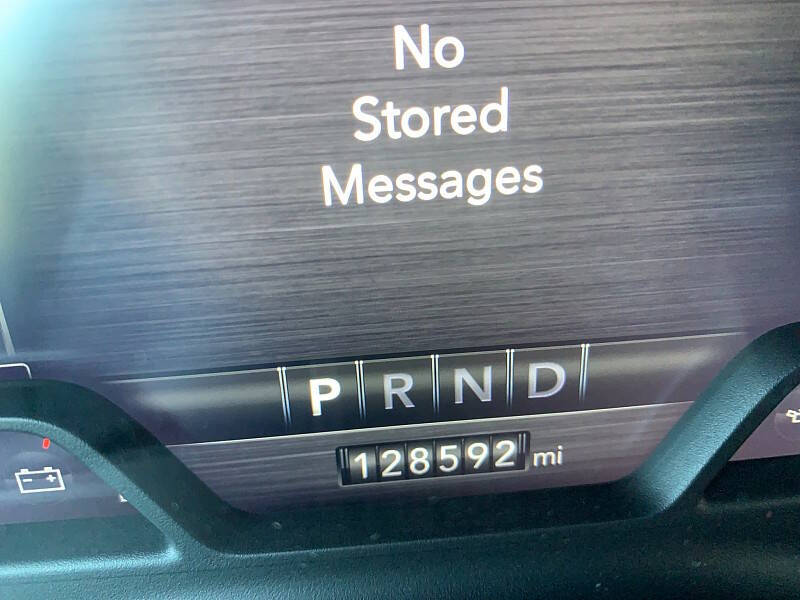 No
Stored
Messages
P R N D
128592 mi